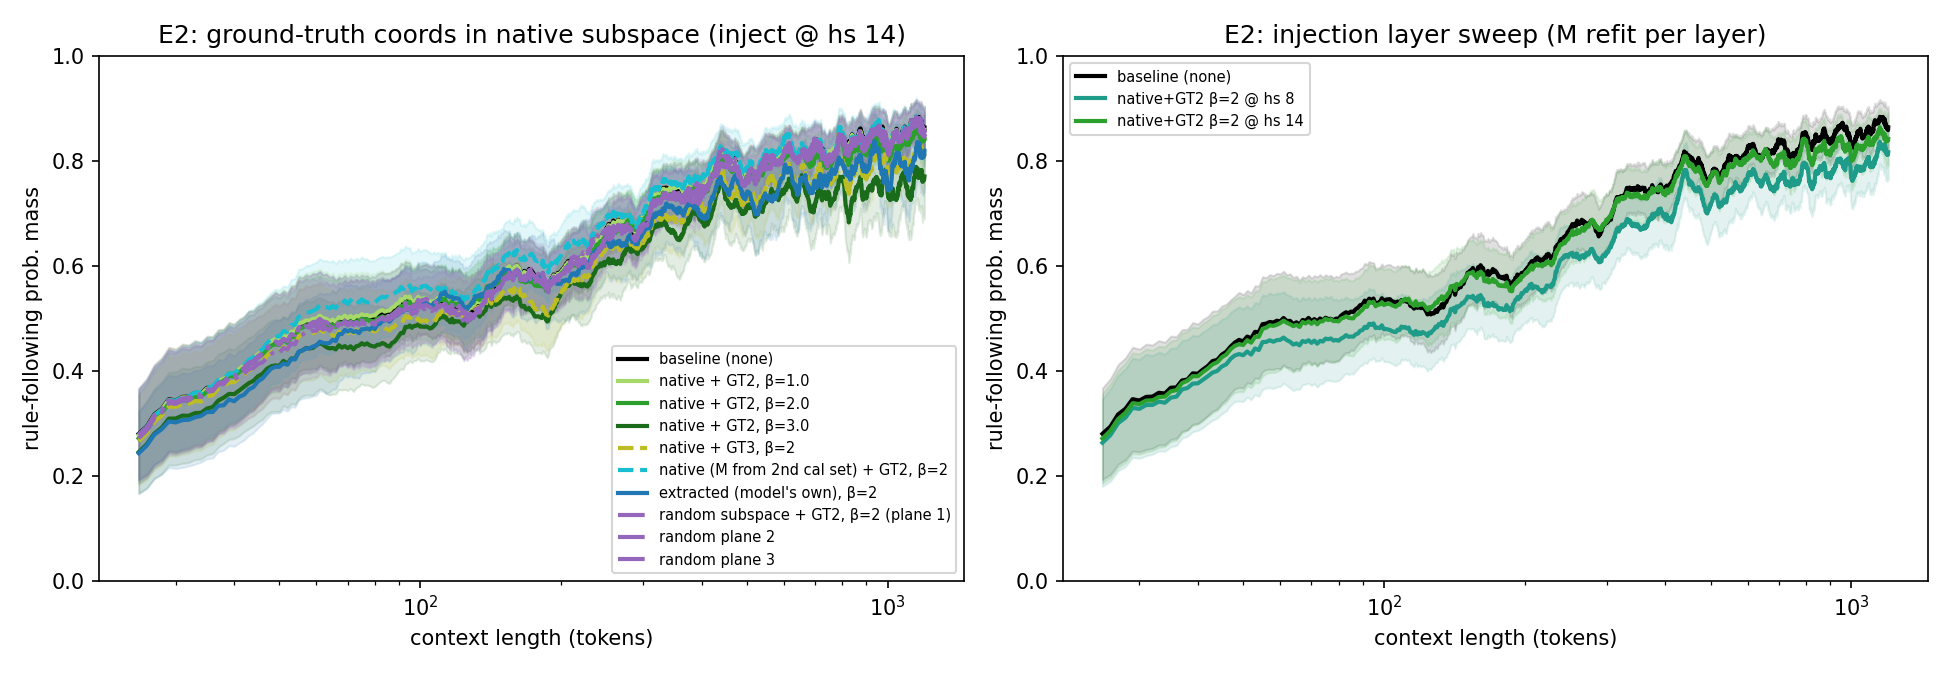 E2: ground-truth coords in native subspace (inject @ hs 14)
rule-following prob. mass
1.0
0.8
0.6
0.4
0.2
0.0
baseline (none)
native + GT2, β=1.0
native + GT2, β=2.0
native + GT2, β=3.0
native + GT3, β=2
native (M from 2nd cal set) + GT2, β=2
extracted (model's own), β=2
random subspace + GT2, β=2 (plane 1)
random plane 2
random plane 3
10²
10³
context length (tokens)
E2: injection layer sweep (M refit per layer)
rule-following prob. mass
1.0
0.8
0.6
0.4
0.2
0.0
baseline (none)
native+GT2 β=2 @ hs 8
native+GT2 β=2 @ hs 14
10²
10³
context length (tokens)